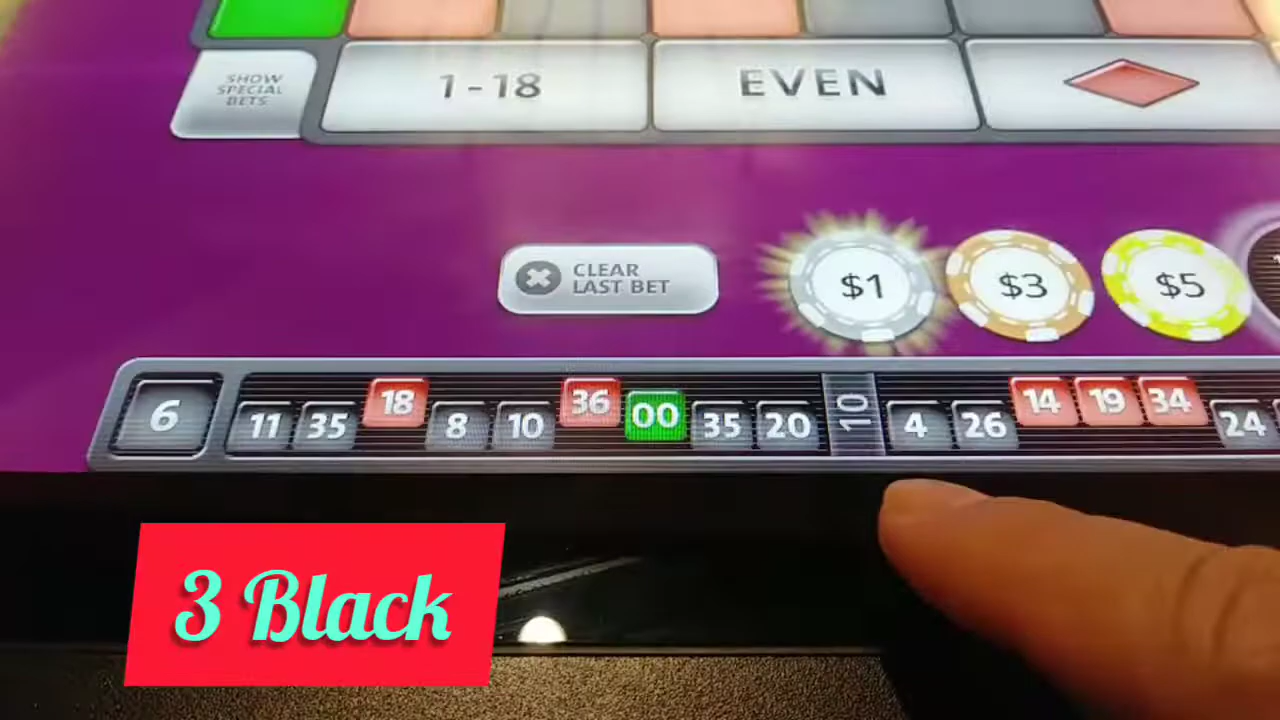 SHOW
SPECIAL
BETS
1-18
EVEN
CLEAR
LAST BET
$1
$3
$5
6
11 35 18 8 10 36 00 35 20 10 4 26 14 19 34 24
3 Black